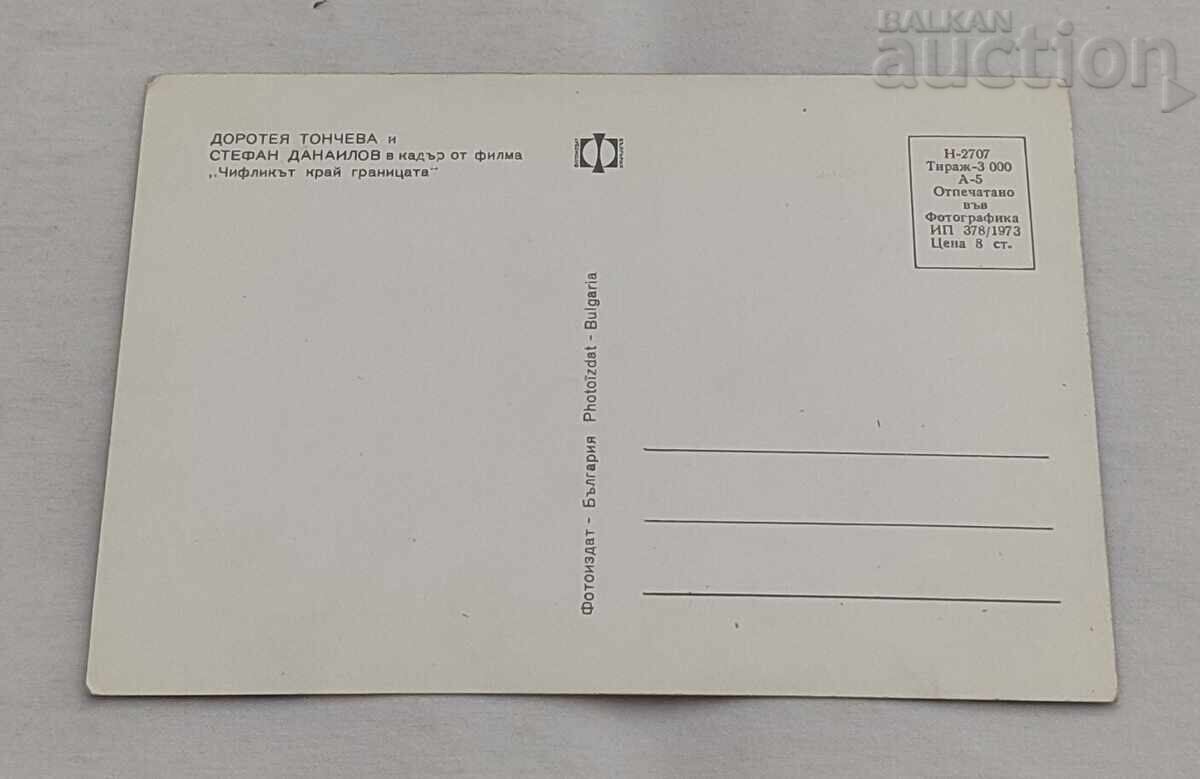 BALKAN
auction
ДОРОТЕЯ ТОНЧЕВА и
СТЕФАН ДАНАИЛОВ в кадър от филма
„Чифликът край границата"
Н-2707
Тираж-3 000
А-5
Отпечатано
във
Фотографика
ИП 378/1973
Цена 8 ст.
Фотоиздат - България Photoizdat - Bulgaria